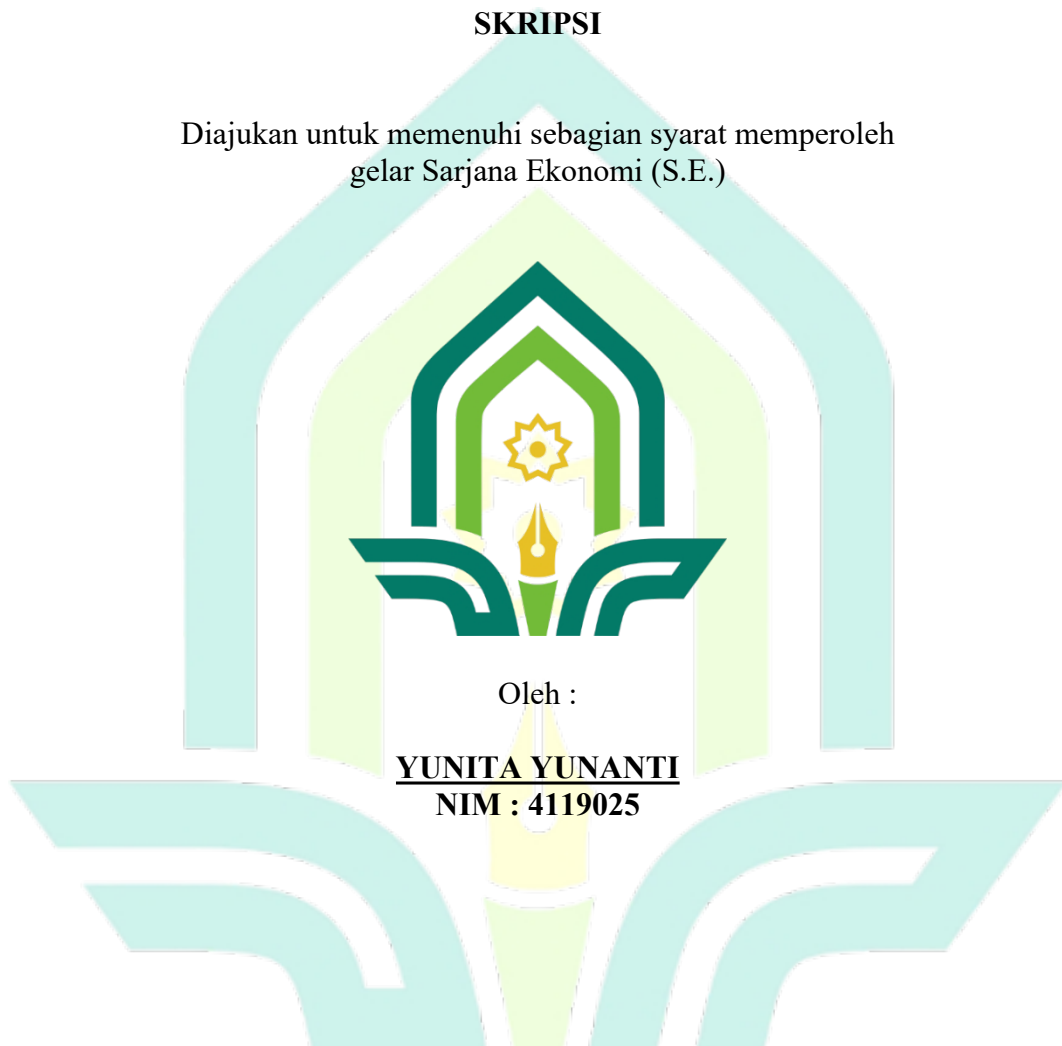 SKRIPSI
Diajukan untuk memenuhi sebagian syarat memperoleh
gelar Sarjana Ekonomi (S.E.)
Oleh :
YUNITA YUNANTI
NIM : 4119025